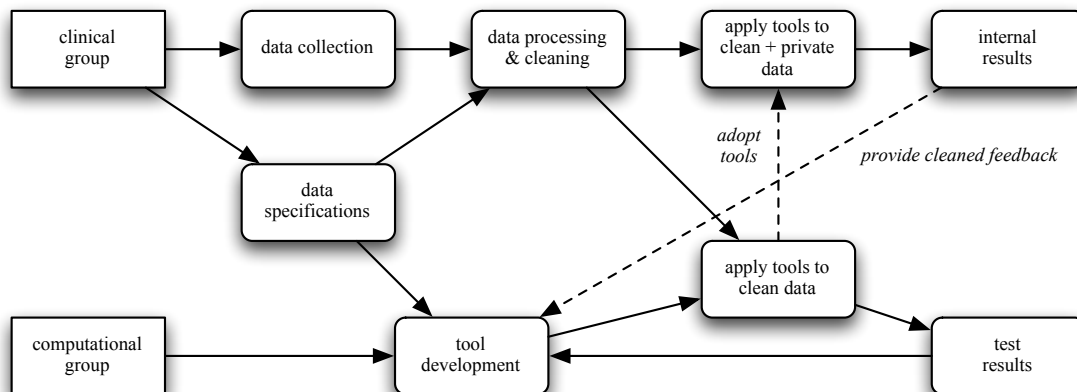 clinical
group
data collection
data processing
& cleaning
apply tools to
clean + private
data
internal
results
adopt
tools
provide cleaned feedback
data
specifications
apply tools to
clean data
computational
group
tool
development
test
results